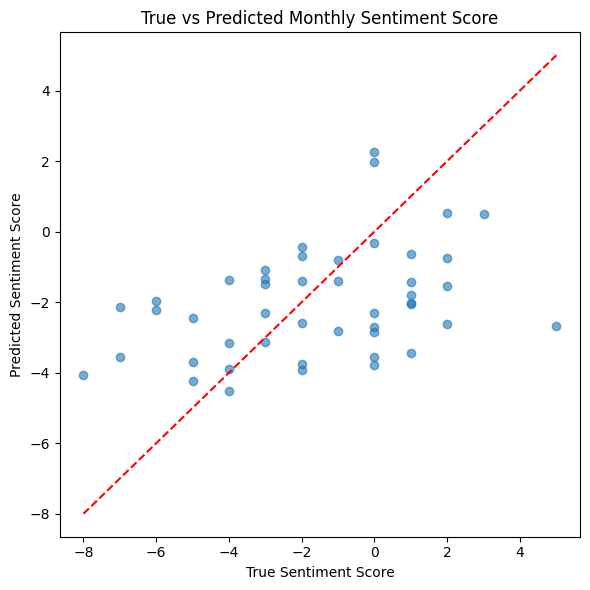 True vs Predicted Monthly Sentiment Score
4
2
0
−2
−4
−6
−8
Predicted Sentiment Score
−8 −6 −4 −2 0 2 4
True Sentiment Score